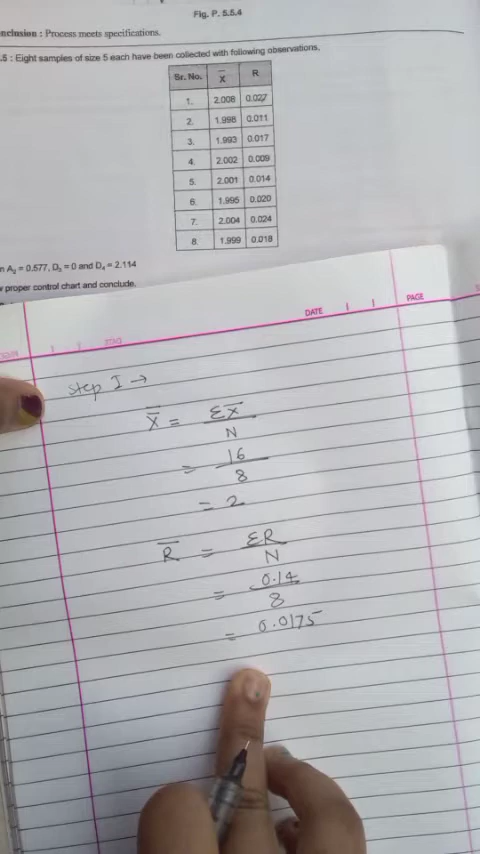 Fig. P. 5.5.4
nclusion : Process meets specifications.
.5 : Eight samples of size 5 each have been collected with following observations.
Sr. No. X̄ R
1. 2.008 0.027
2. 1.998 0.011
3. 1.993 0.017
4. 2.002 0.009
5. 2.001 0.014
6. 1.995 0.020
7. 2.004 0.024
8. 1.999 0.018
n A₂ = 0.577, D₃ = 0 and D₄ = 2.114
w proper control chart and conclude.
DATE / / PAGE
Step I →
X̿ = ΣX̄
N
= 16
8
= 2
R̄ = ΣR
N
= 0.14
8
= 0.0175